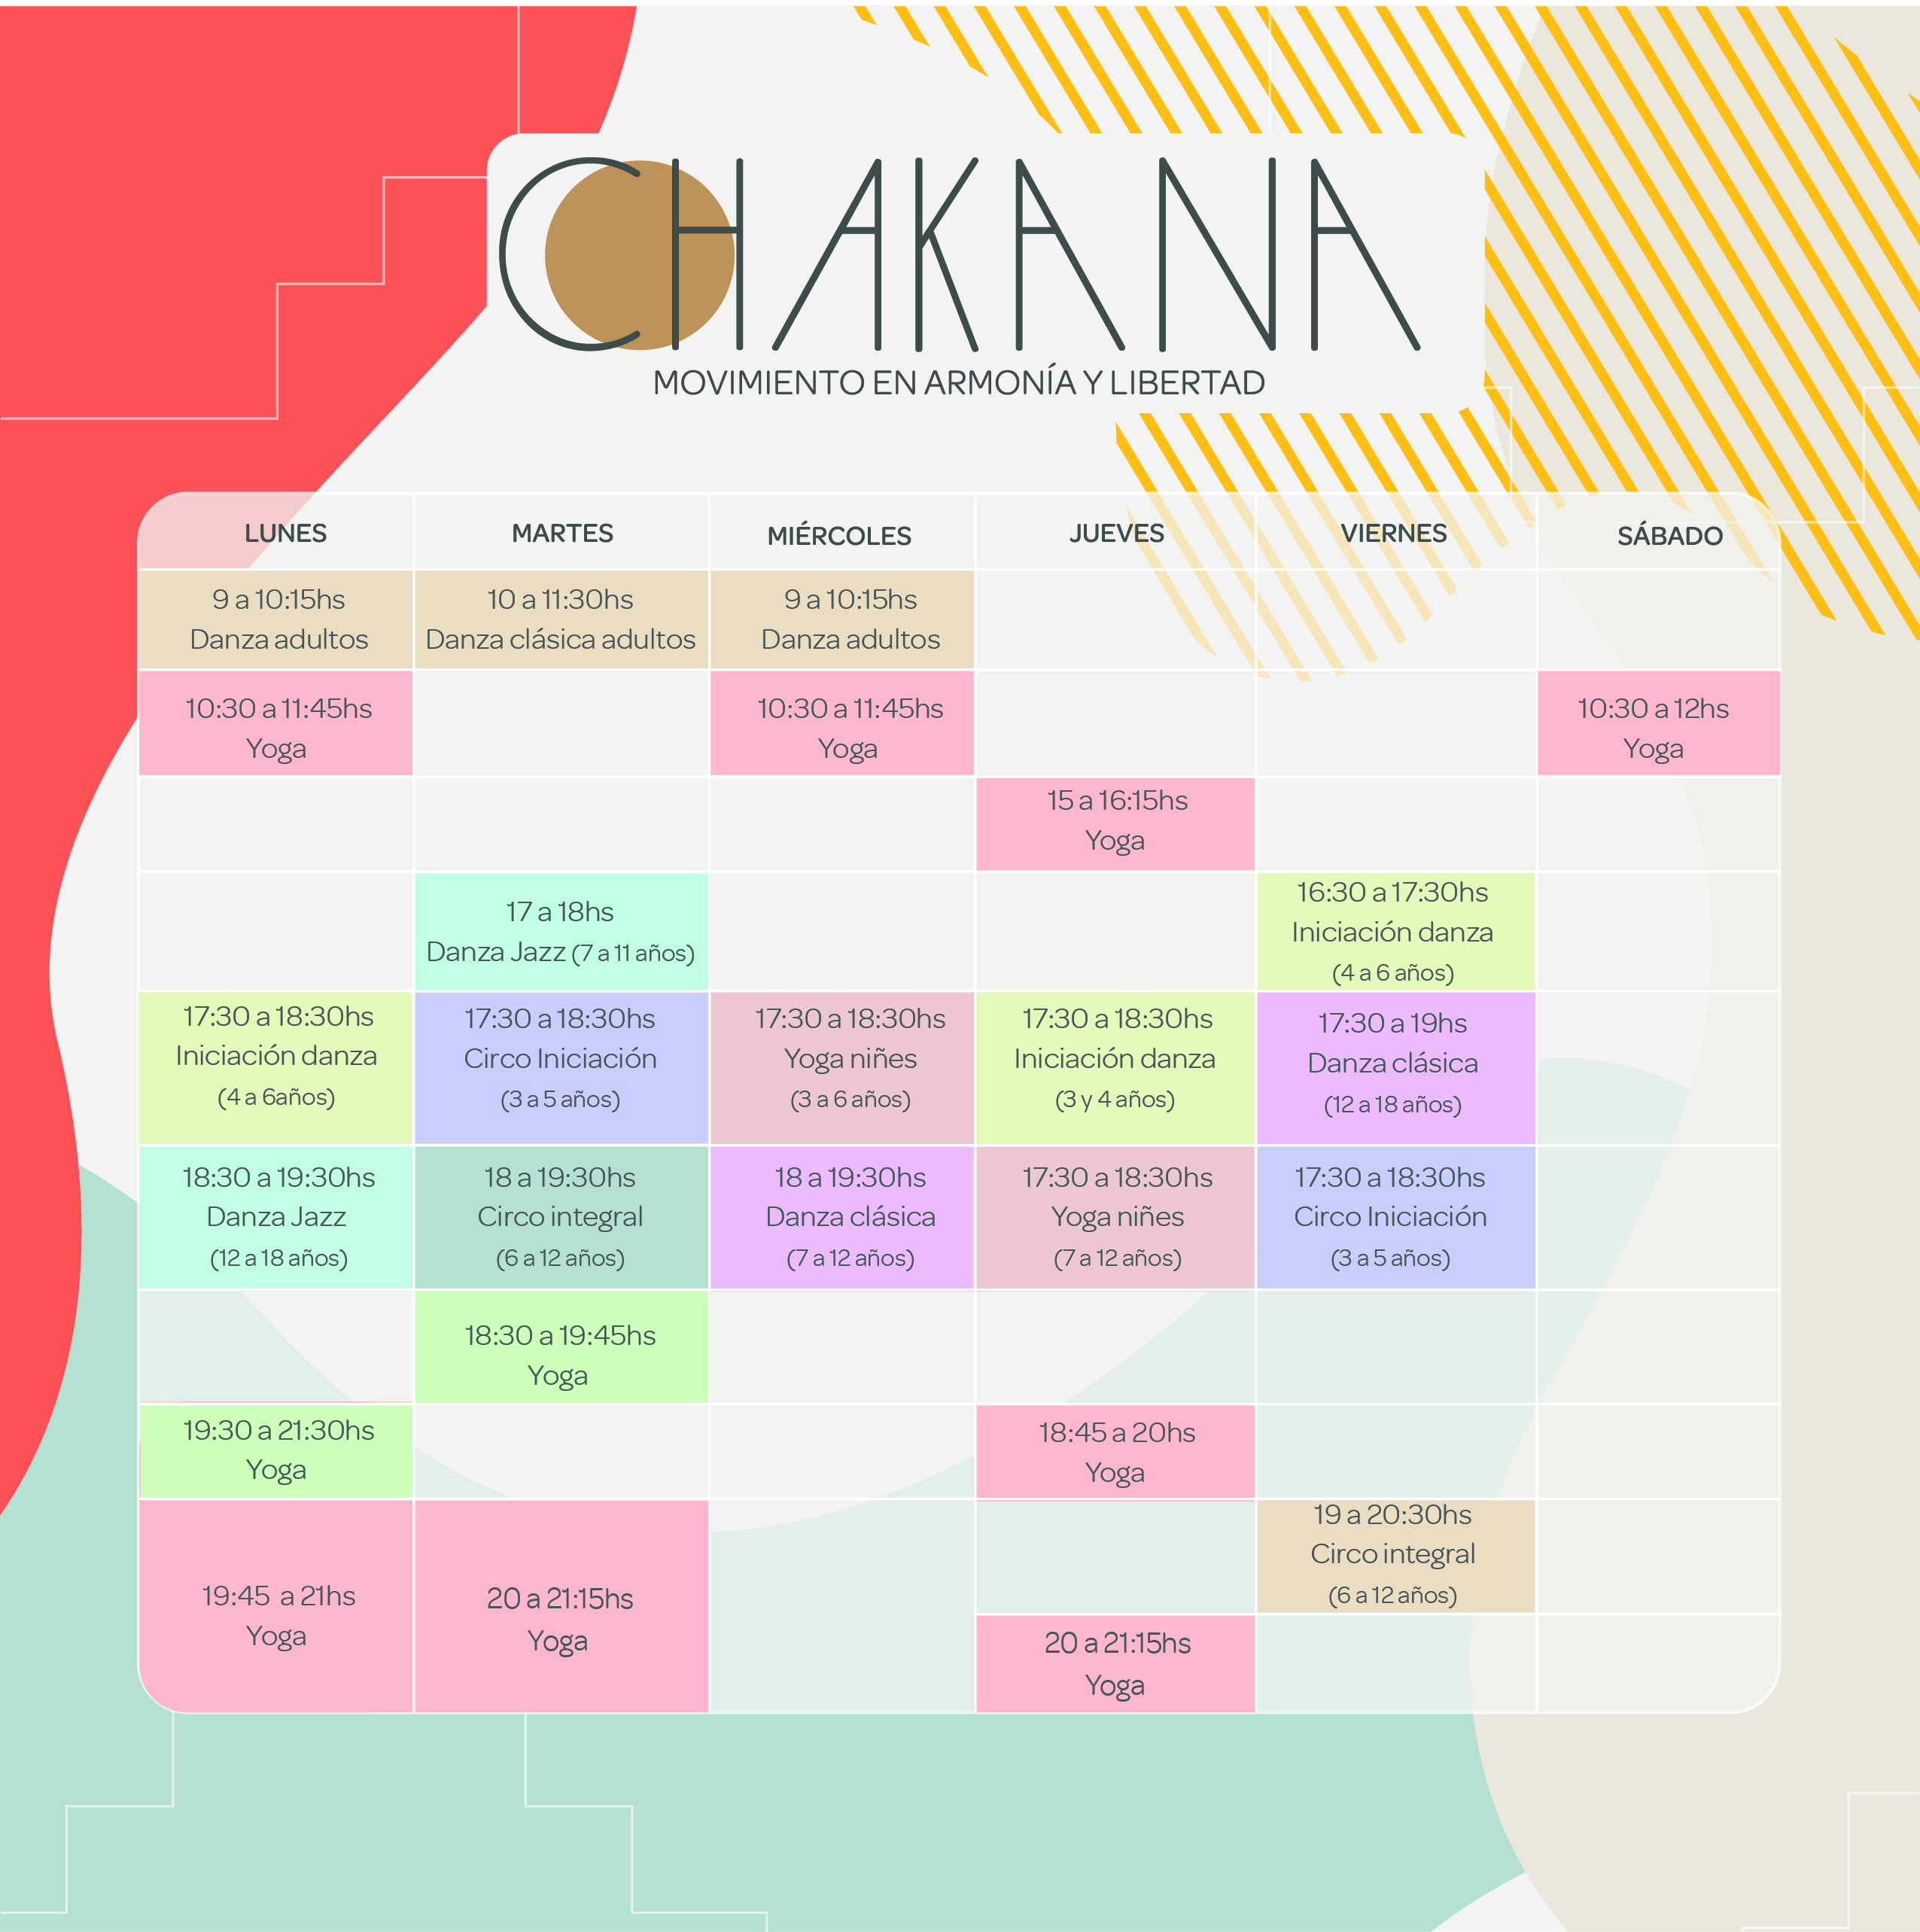 CHAKANA
MOVIMIENTO EN ARMONÍA Y LIBERTAD
LUNES
MARTES
MIÉRCOLES
JUEVES
VIERNES
SÁBADO
9 a 10:15hs
Danza adultos
10 a 11:30hs
Danza clásica adultos
9 a 10:15hs
Danza adultos
10:30 a 11:45hs
Yoga
10:30 a 11:45hs
Yoga
10:30 a 12hs
Yoga
15 a 16:15hs
Yoga
17 a 18hs
Danza Jazz (7 a 11 años)
16:30 a 17:30hs
Iniciación danza
(4 a 6 años)
17:30 a 18:30hs
Iniciación danza
(4 a 6años)
17:30 a 18:30hs
Circo Iniciación
(3 a 5 años)
17:30 a 18:30hs
Yoga niñes
(3 a 6 años)
17:30 a 18:30hs
Iniciación danza
(3 y 4 años)
17:30 a 19hs
Danza clásica
(12 a 18 años)
18:30 a 19:30hs
Danza Jazz
(12 a 18 años)
18 a 19:30hs
Circo integral
(6 a 12 años)
18 a 19:30hs
Danza clásica
(7 a 12 años)
17:30 a 18:30hs
Yoga niñes
(7 a 12 años)
17:30 a 18:30hs
Circo Iniciación
(3 a 5 años)
18:30 a 19:45hs
Yoga
19:30 a 21:30hs
Yoga
18:45 a 20hs
Yoga
19:45 a 21hs
Yoga
20 a 21:15hs
Yoga
19 a 20:30hs
Circo integral
(6 a 12 años)
20 a 21:15hs
Yoga